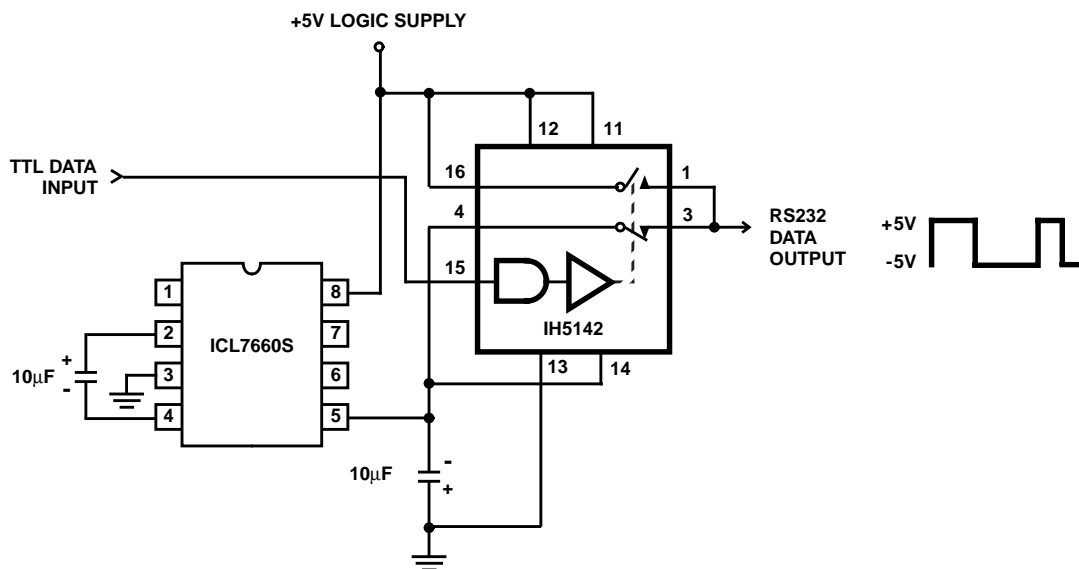 +5V LOGIC SUPPLY
12
11
TTL DATA
INPUT
16
1
4
3
RS232
DATA
OUTPUT
+5V
-5V
15
IH5142
13
14
1
8
2
7
ICL7660S
3
6
4
5
+
10µF
-
10µF
-
+